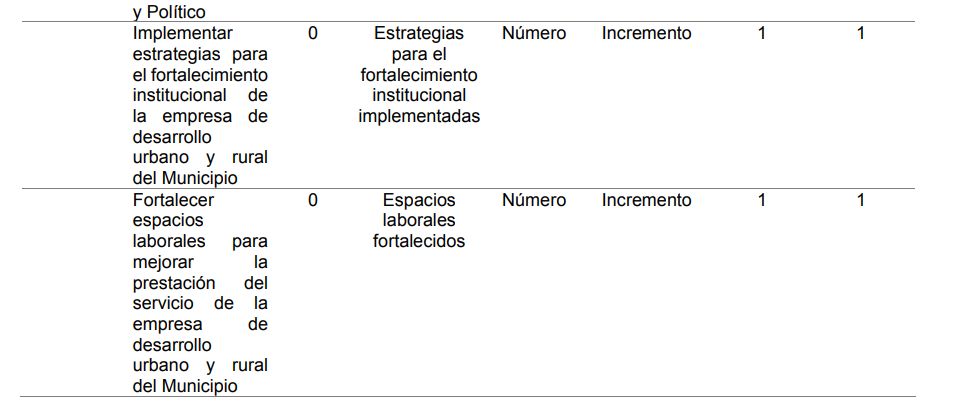 y Político
Implementar 0 Estrategias Número Incremento 1 1
estrategias para para el
el fortalecimiento fortalecimiento
institucional de institucional
la empresa de implementadas
desarrollo
urbano y rural
del Municipio
Fortalecer 0 Espacios Número Incremento 1 1
espacios laborales
laborales para fortalecidos
mejorar la
prestación del
servicio de la
empresa de
desarrollo
urbano y rural
del Municipio